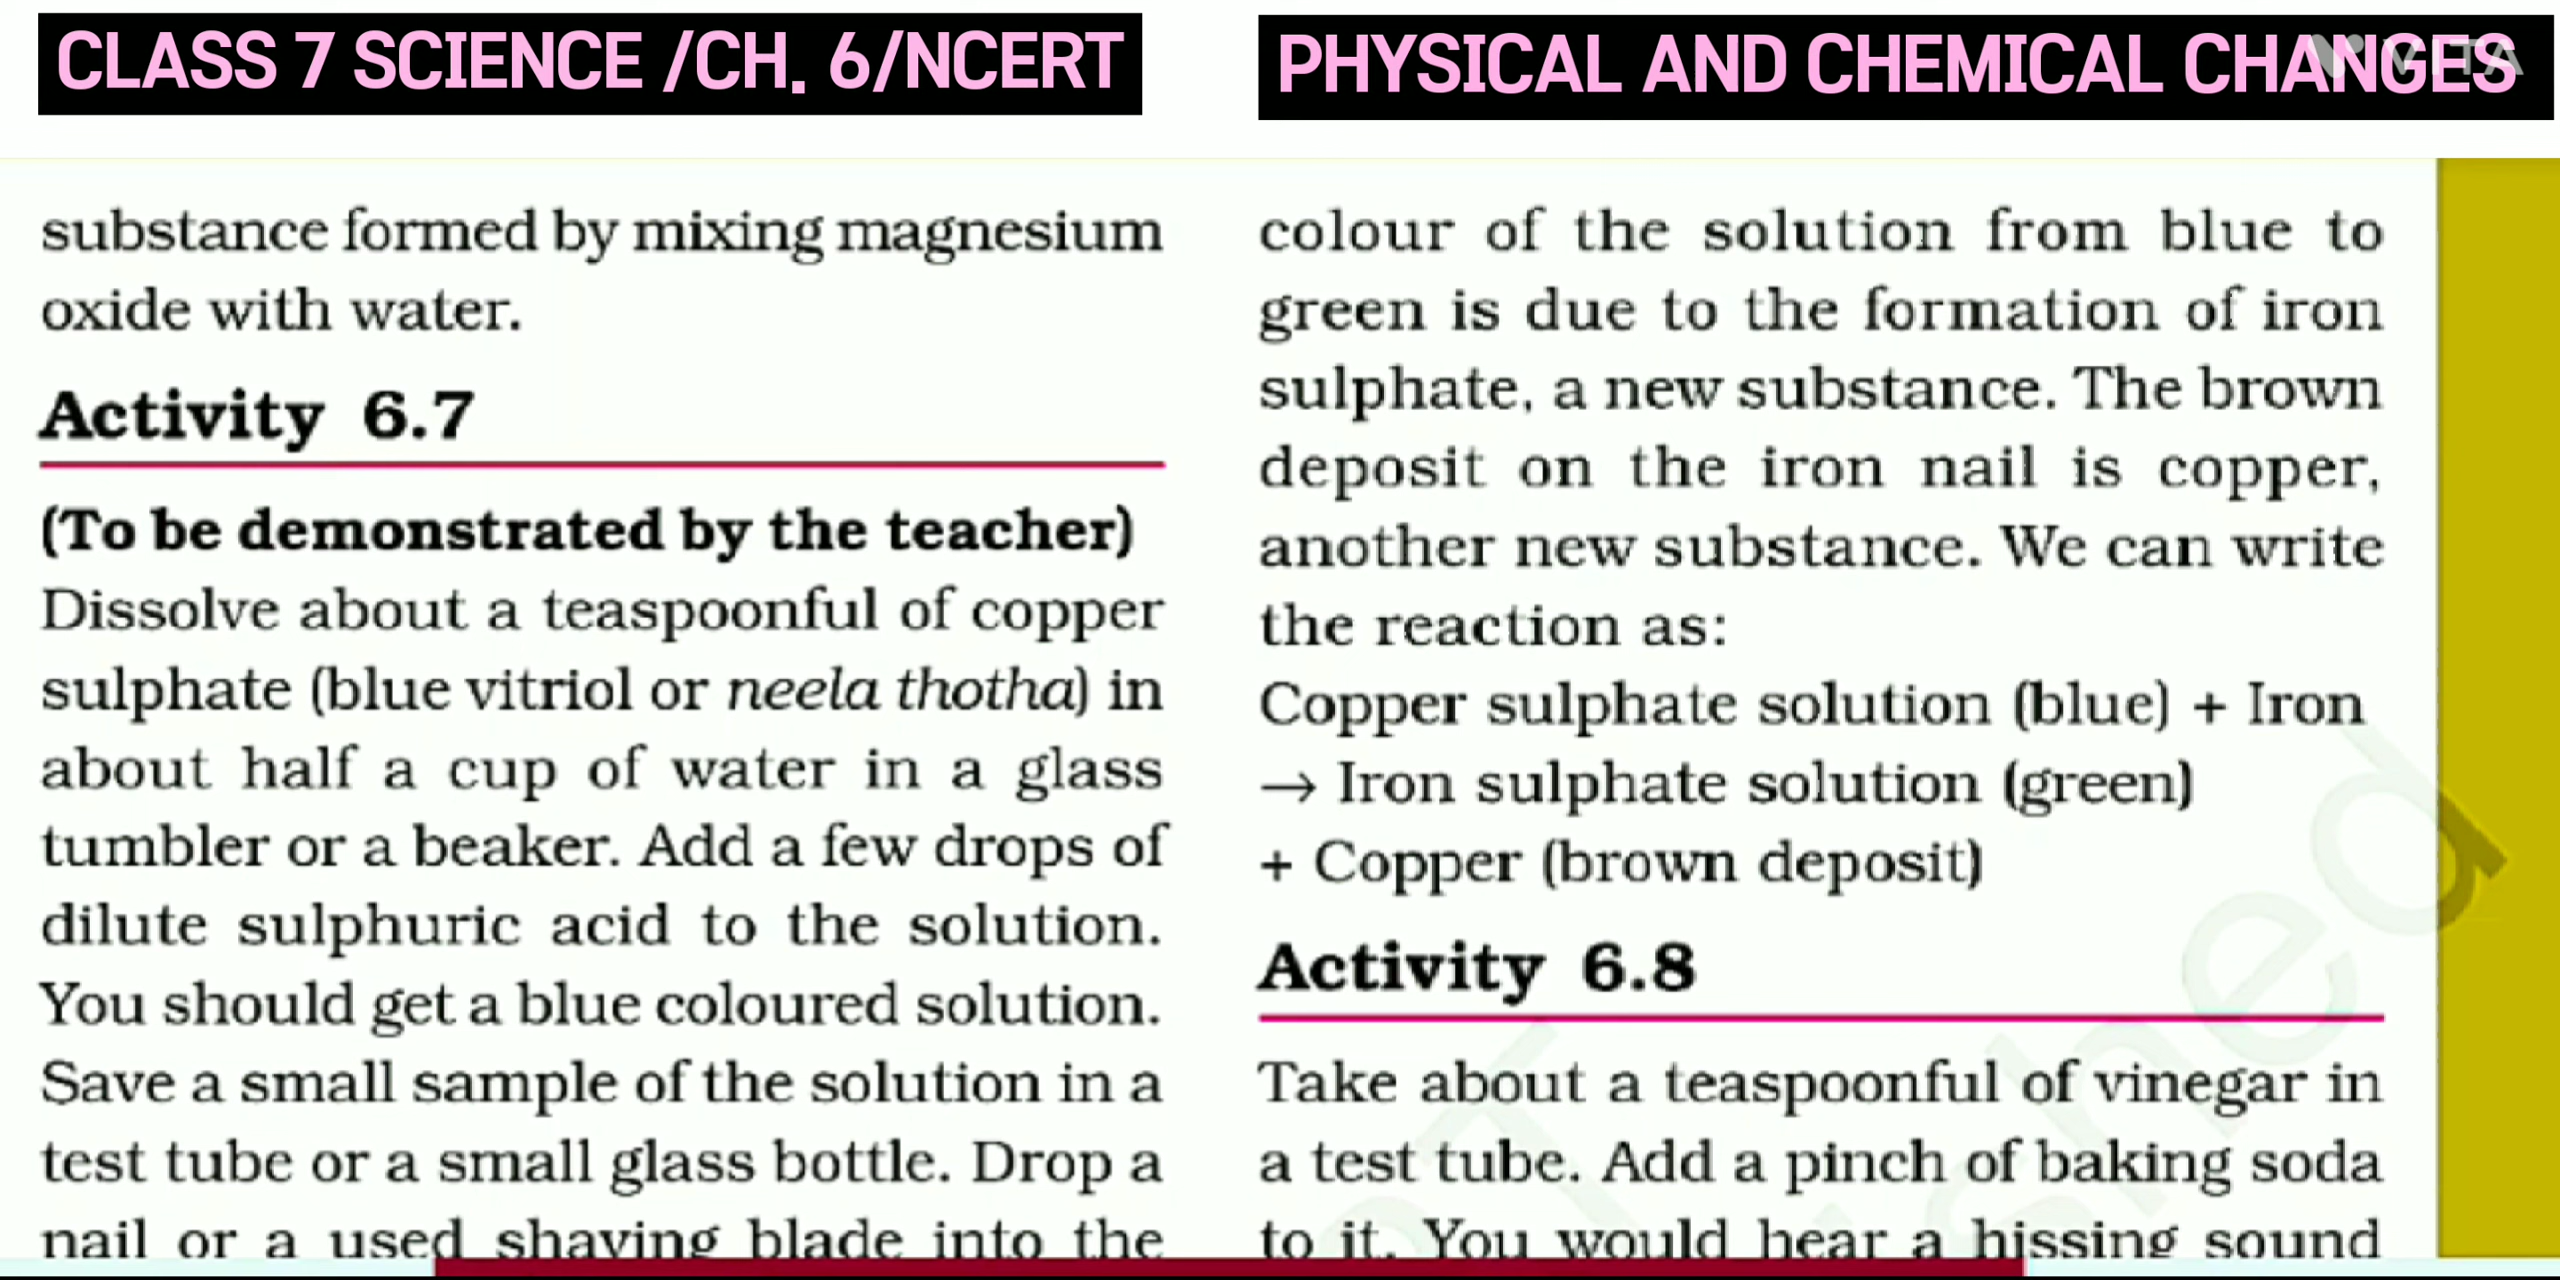 CLASS 7 SCIENCE /CH. 6/NCERT
PHYSICAL AND CHEMICAL CHANGES
VITA
substance formed by mixing magnesium
oxide with water.
Activity 6.7
(To be demonstrated by the teacher)
Dissolve about a teaspoonful of copper
sulphate (blue vitriol or neela thotha) in
about half a cup of water in a glass
tumbler or a beaker. Add a few drops of
dilute sulphuric acid to the solution.
You should get a blue coloured solution.
Save a small sample of the solution in a
test tube or a small glass bottle. Drop a
nail or a used shaving blade into the
colour of the solution from blue to
green is due to the formation of iron
sulphate, a new substance. The brown
deposit on the iron nail is copper,
another new substance. We can write
the reaction as:
Copper sulphate solution (blue) + Iron
→ Iron sulphate solution (green)
+ Copper (brown deposit)
Activity 6.8
Take about a teaspoonful of vinegar in
a test tube. Add a pinch of baking soda
to it. You would hear a hissing sound